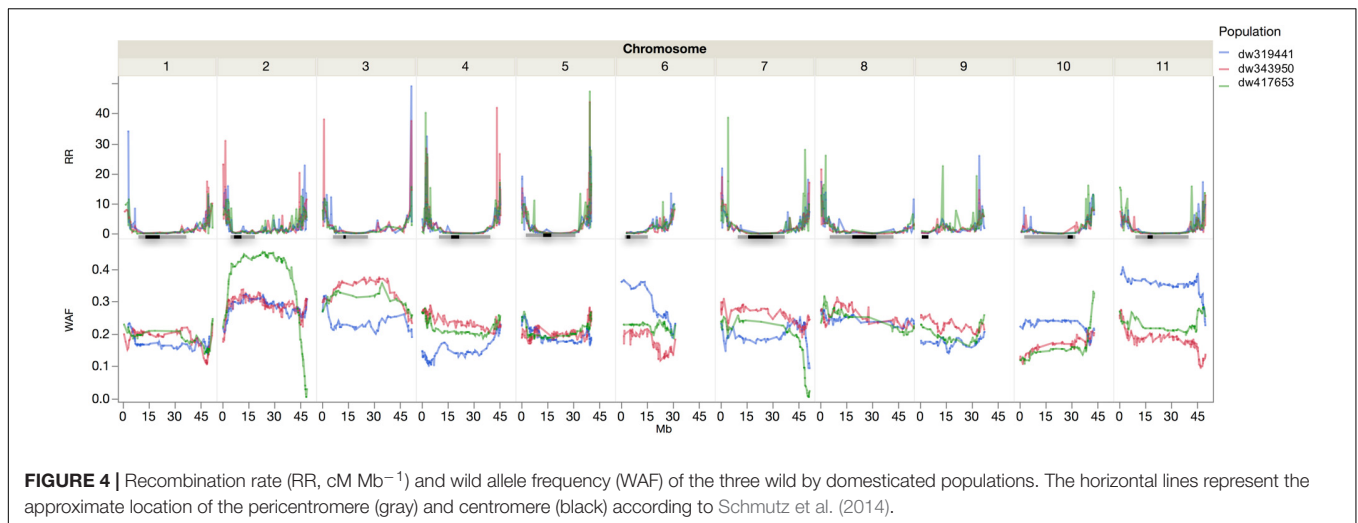 Population
dw319441
dw343950
dw417653
Chromosome
1 2 3 4 5 6 7 8 9 10 11
RR
40
30
20
10
0
WAF
0.4
0.3
0.2
0.1
0.0
0 15 30 45 0 15 30 45 0 15 30 45 0 15 30 45 0 15 30 45 0 15 30 45 0 15 30 45 0 15 30 45 0 15 30 45 0 15 30 45 0 15 30 45
Mb
FIGURE 4 | Recombination rate (RR, cM Mb−1) and wild allele frequency (WAF) of the three wild by domesticated populations. The horizontal lines represent the
approximate location of the pericentromere (gray) and centromere (black) according to Schmutz et al. (2014).